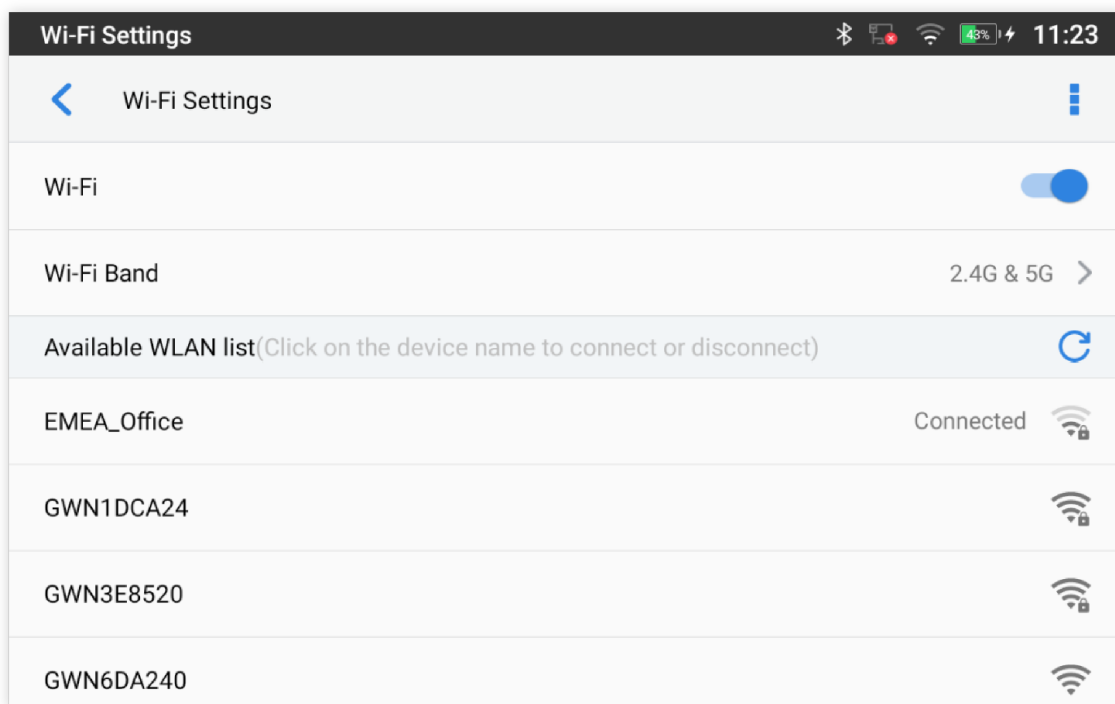 Wi-Fi Settings 43% 11:23
Wi-Fi Settings
Wi-Fi
Wi-Fi Band 2.4G & 5G
Available WLAN list(Click on the device name to connect or disconnect)
EMEA_Office Connected
GWN1DCA24
GWN3E8520
GWN6DA240